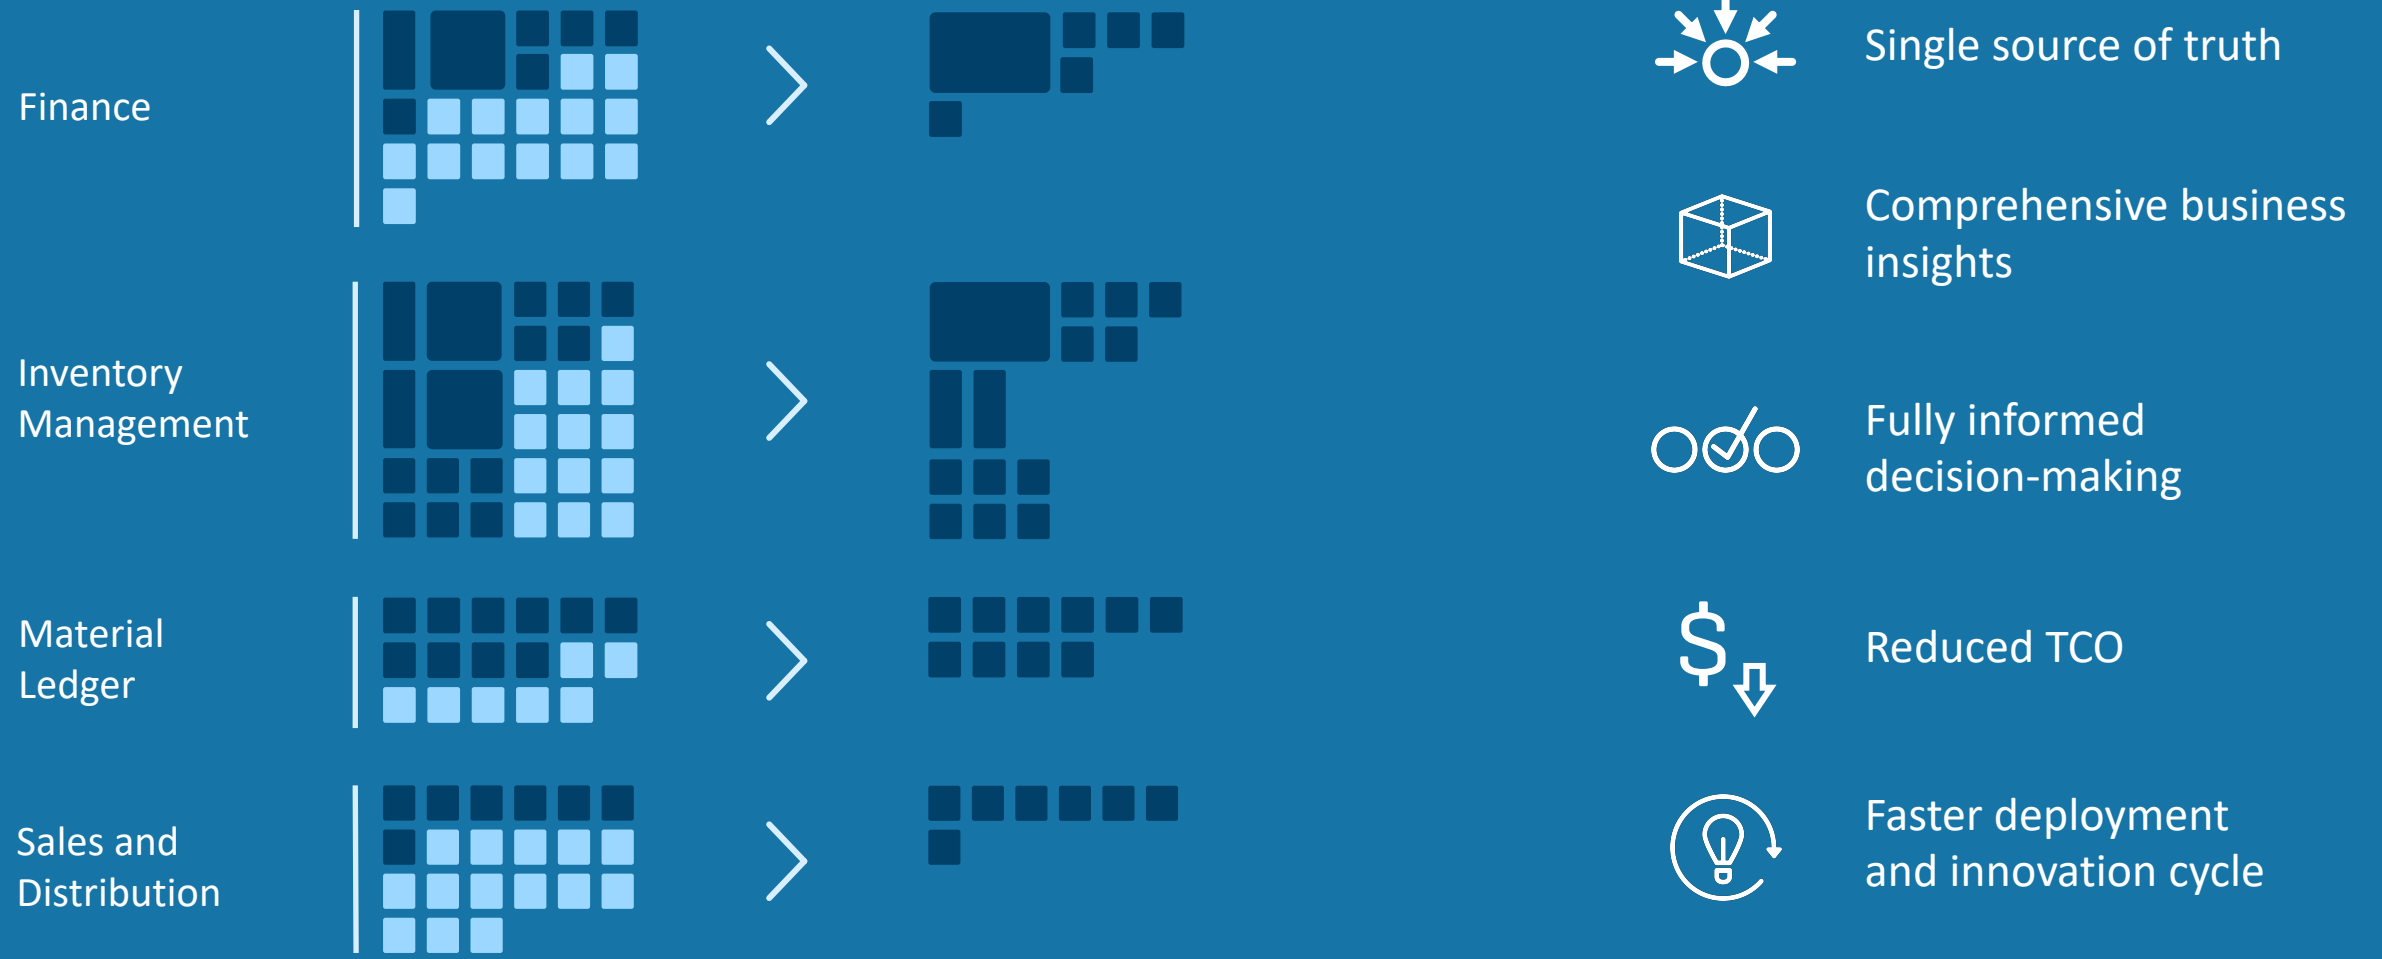 Finance
Inventory
Management
Material
Ledger
Sales and
Distribution
Single source of truth
Comprehensive business
insights
Fully informed
decision-making
Reduced TCO
Faster deployment
and innovation cycle